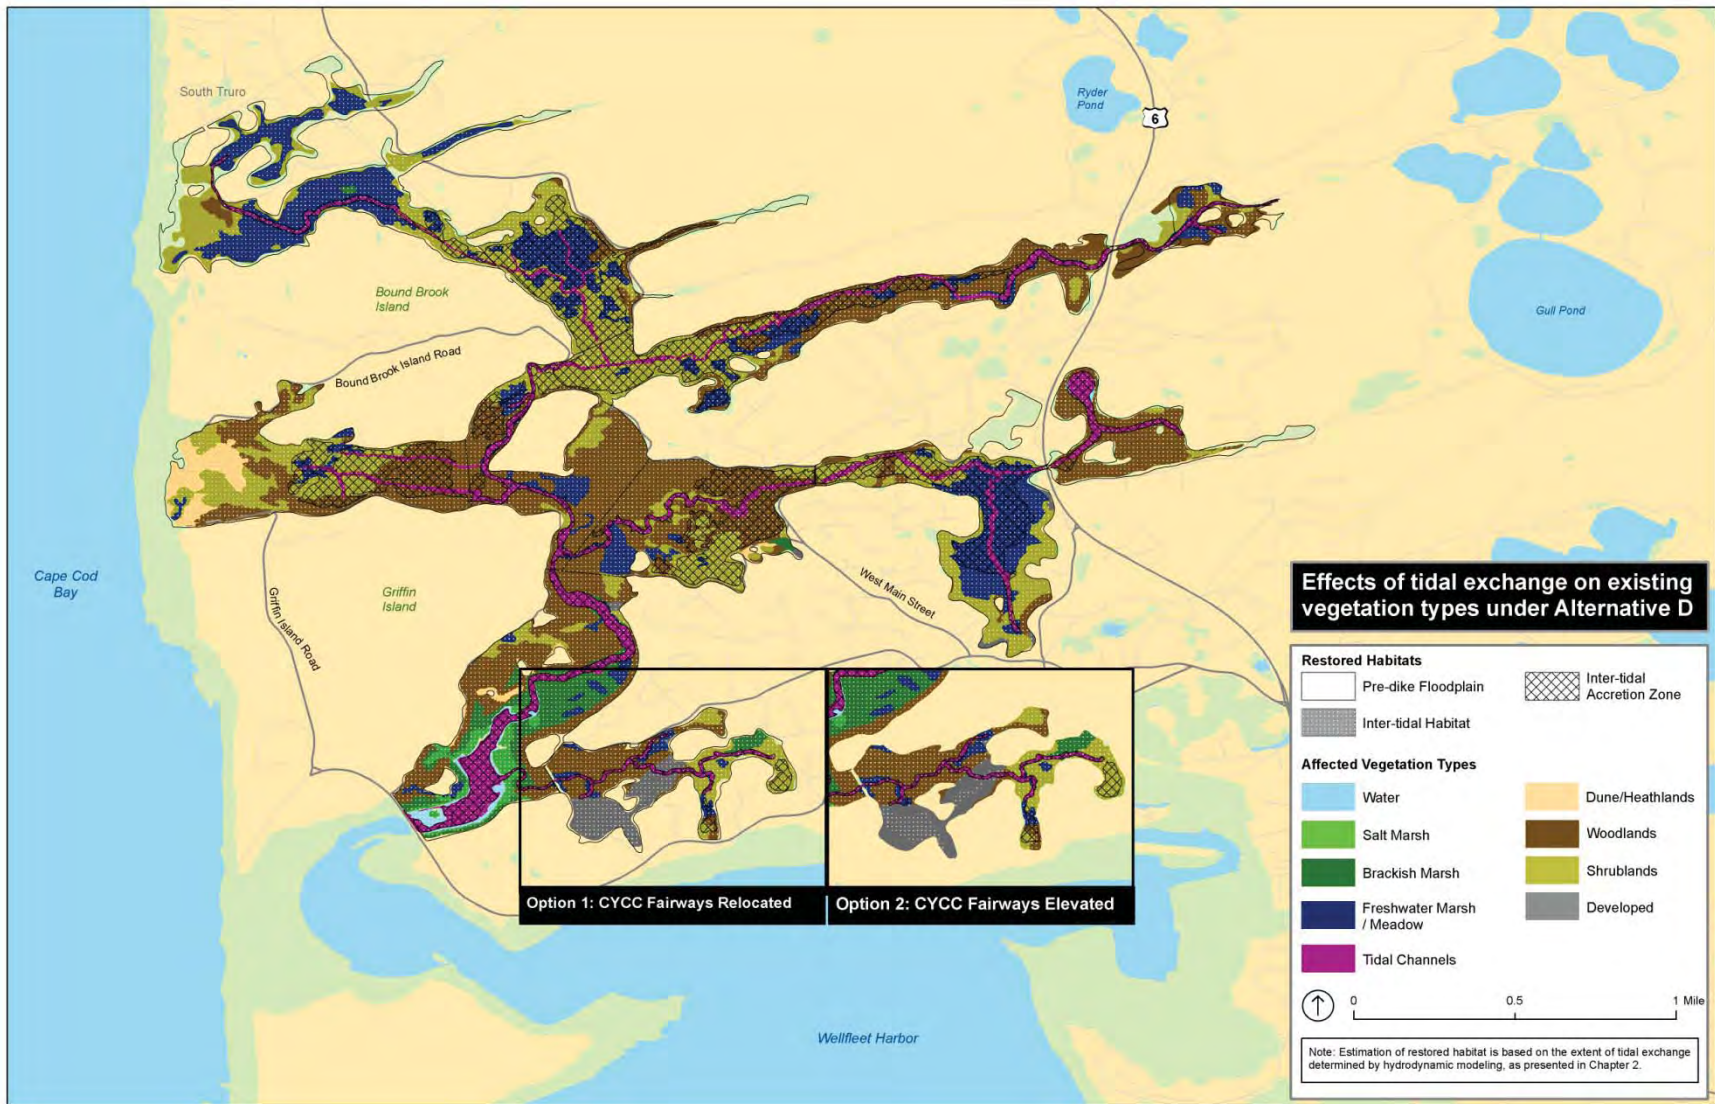 South Truro
Ryder
Pond
6
Bound Brook
Island
Gull Pond
Bound Brook Island Road
Cape Cod
Bay
Griffin
Island
Griffin Island Road
West Main Street
Effects of tidal exchange on existing
vegetation types under Alternative D
Restored Habitats
Pre-dike Floodplain
Inter-tidal
Accretion Zone
Inter-tidal Habitat
Affected Vegetation Types
Water
Dune/Heathlands
Salt Marsh
Woodlands
Brackish Marsh
Shrublands
Freshwater Marsh
/ Meadow
Developed
Tidal Channels
0 0.5 1 Mile
Note: Estimation of restored habitat is based on the extent of tidal exchange
determined by hydrodynamic modeling, as presented in Chapter 2.
Option 1: CYCC Fairways Relocated
Option 2: CYCC Fairways Elevated
Wellfleet Harbor